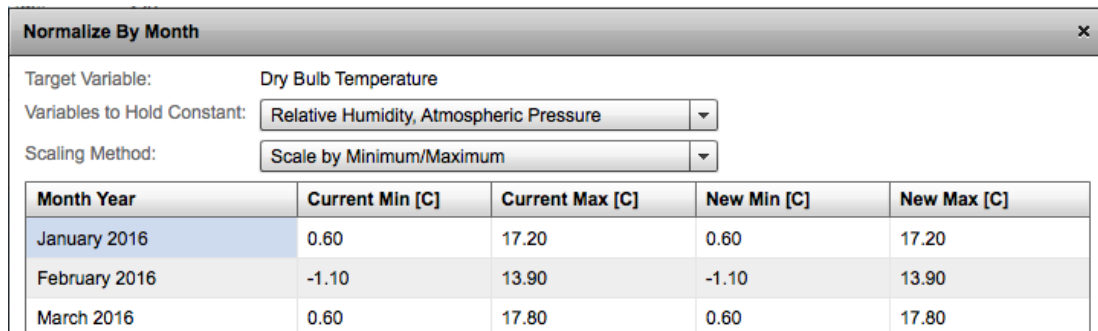 Normalize By Month ×
Target Variable: Dry Bulb Temperature
Variables to Hold Constant: Relative Humidity, Atmospheric Pressure
Scaling Method: Scale by Minimum/Maximum
Month Year Current Min [C] Current Max [C] New Min [C] New Max [C]
January 2016 0.60 17.20 0.60 17.20
February 2016 -1.10 13.90 -1.10 13.90
March 2016 0.60 17.80 0.60 17.80